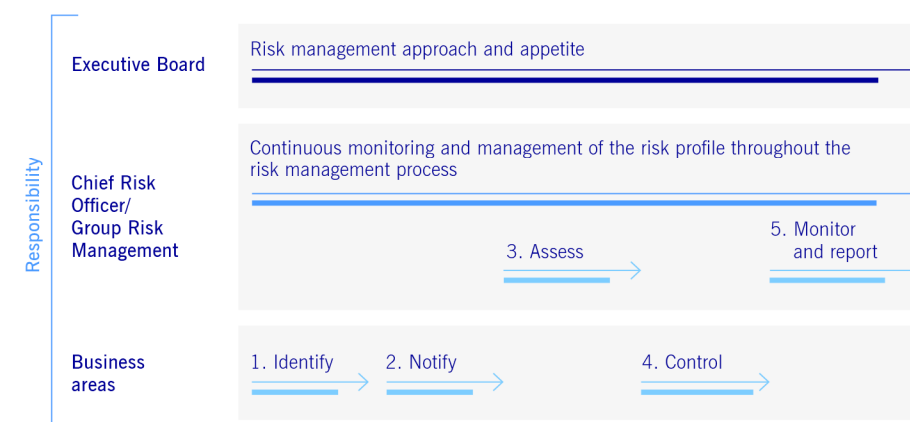 Responsibility
Executive Board
Risk management approach and appetite
Chief Risk
Officer/
Group Risk
Management
Continuous monitoring and management of the risk profile throughout the
risk management process
3. Assess
5. Monitor
and report
Business
areas
1. Identify
2. Notify
4. Control